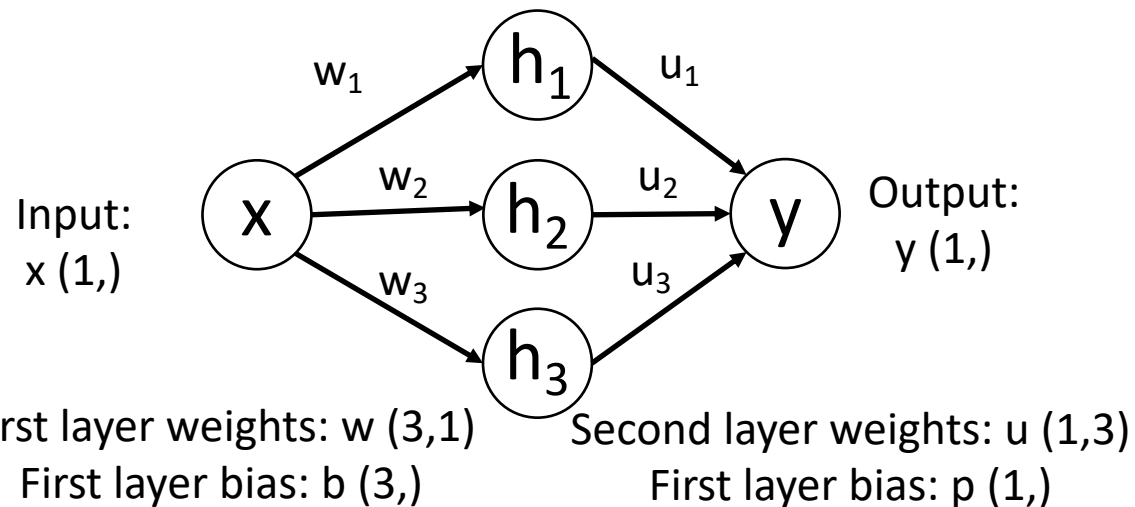 w₁
h₁
u₁
Input:
x (1,)
x
w₂
h₂
u₂
y
Output:
y (1,)
w₃
h₃
u₃
rst layer weights: w (3,1)
First layer bias: b (3,)
Second layer weights: u (1,3)
First layer bias: p (1,)